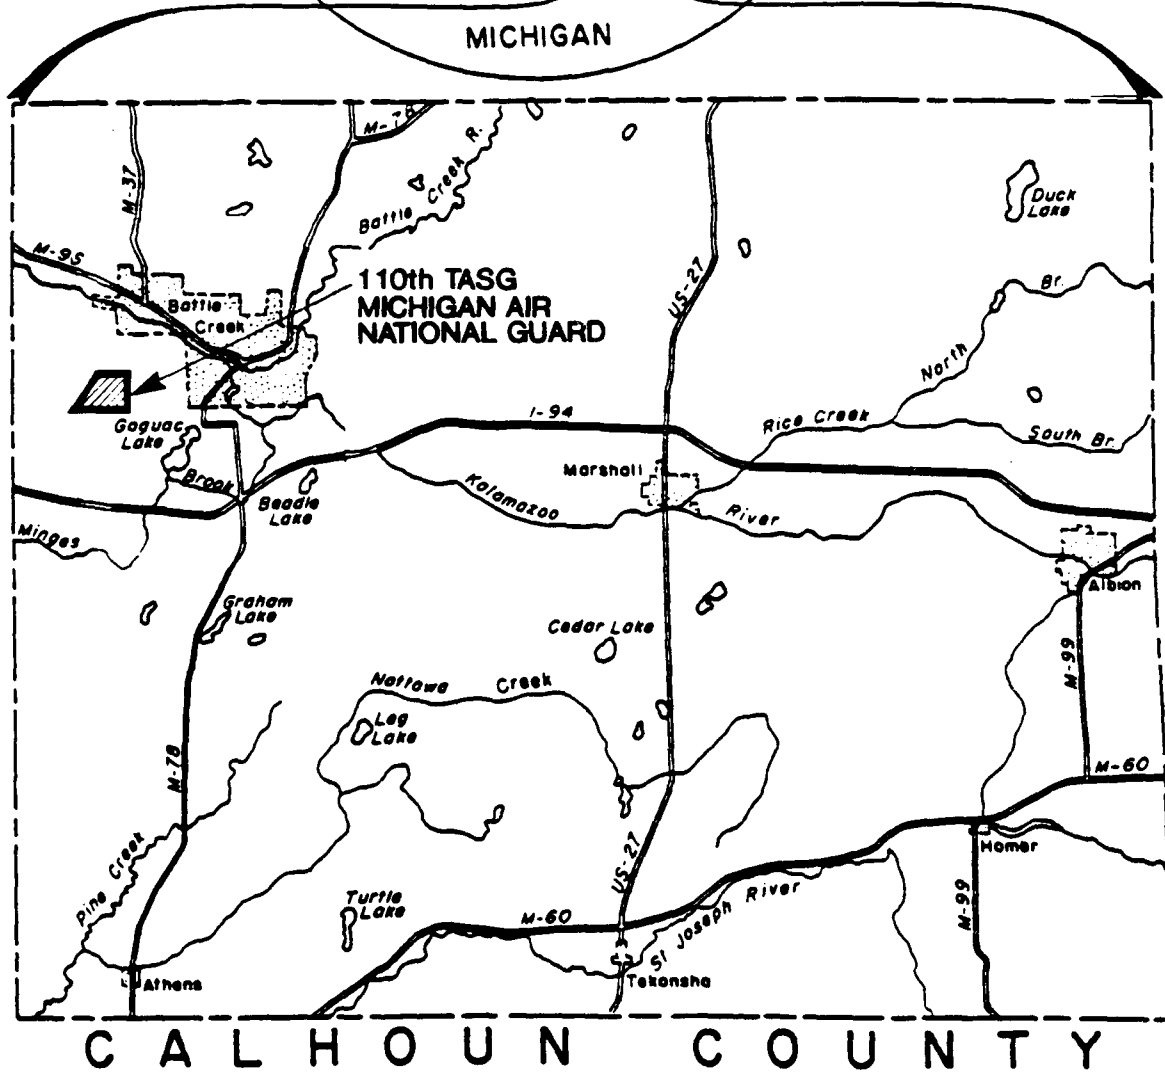 MICHIGAN
M-78
M-37
Battle Creek R.
Duck
Lake
M-95
110th TASG
MICHIGAN AIR
NATIONAL GUARD
Battle
Creek
US-27
North
Br.
Goguac
Lake
I-94
Rice Creek
South Br.
Marshall
Brook
Beadle
Lake
Kalamazoo
River
Minges
Albion
Graham
Lake
Cedar Lake
M-99
Nottawa Creek
Leg
Lake
M-78
M-60
Pine Creek
US-27
Homer
Turtle
Lake
M-60
St Joseph River
M-99
Athens
Tekonsha
CALHOUN COUNTY